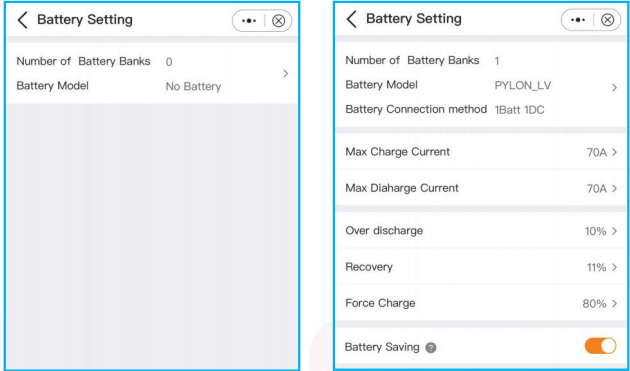 Battery Setting
Number of Battery Banks 0
Battery Model No Battery
Battery Setting
Number of Battery Banks 1
Battery Model PYLON_LV
Battery Connection method 1Batt 1DC
Max Charge Current 70A
Max Diaharge Current 70A
Over discharge 10%
Recovery 11%
Force Charge 80%
Battery Saving ?